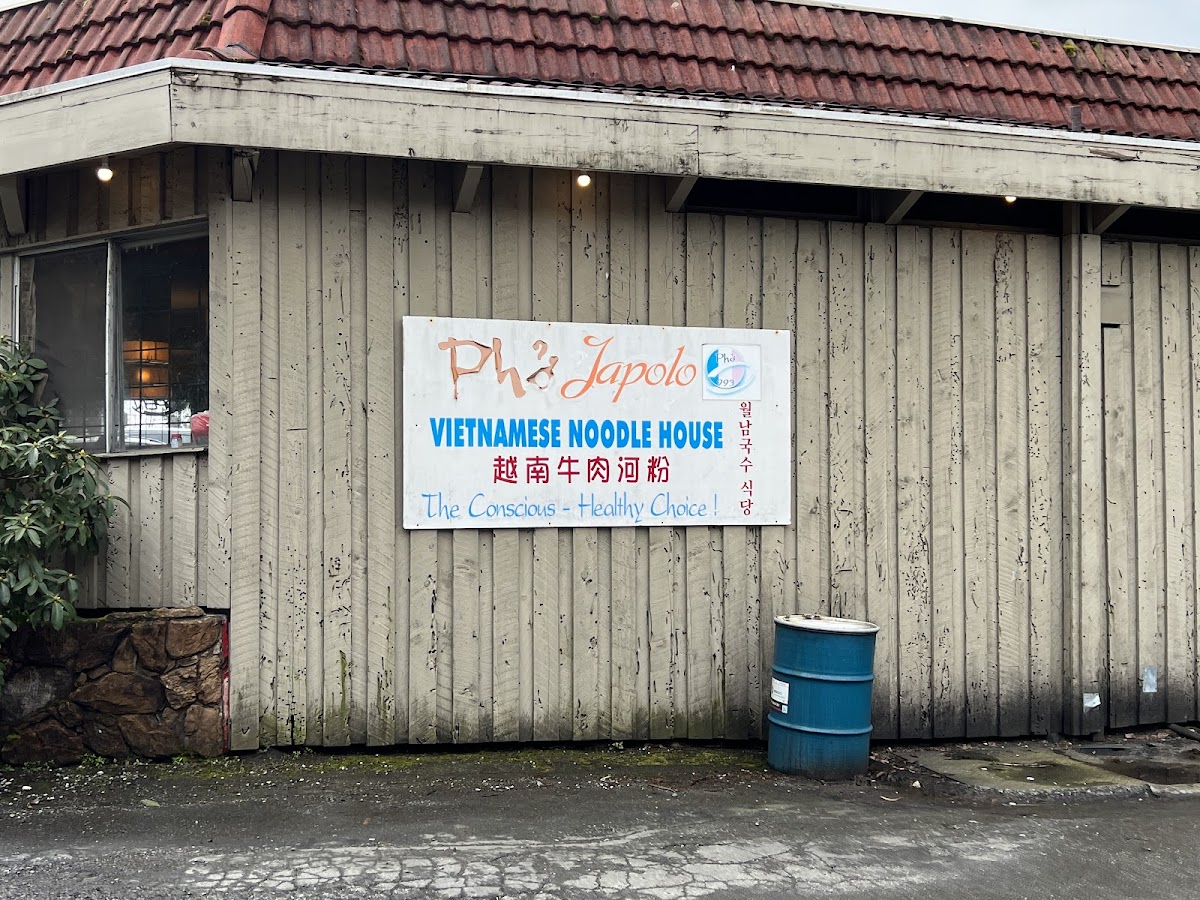 Phở Japolo
Phở
VIETNAMESE NOODLE HOUSE
越南牛肉河粉
The Conscious - Healthy Choice !
월남국수 식당